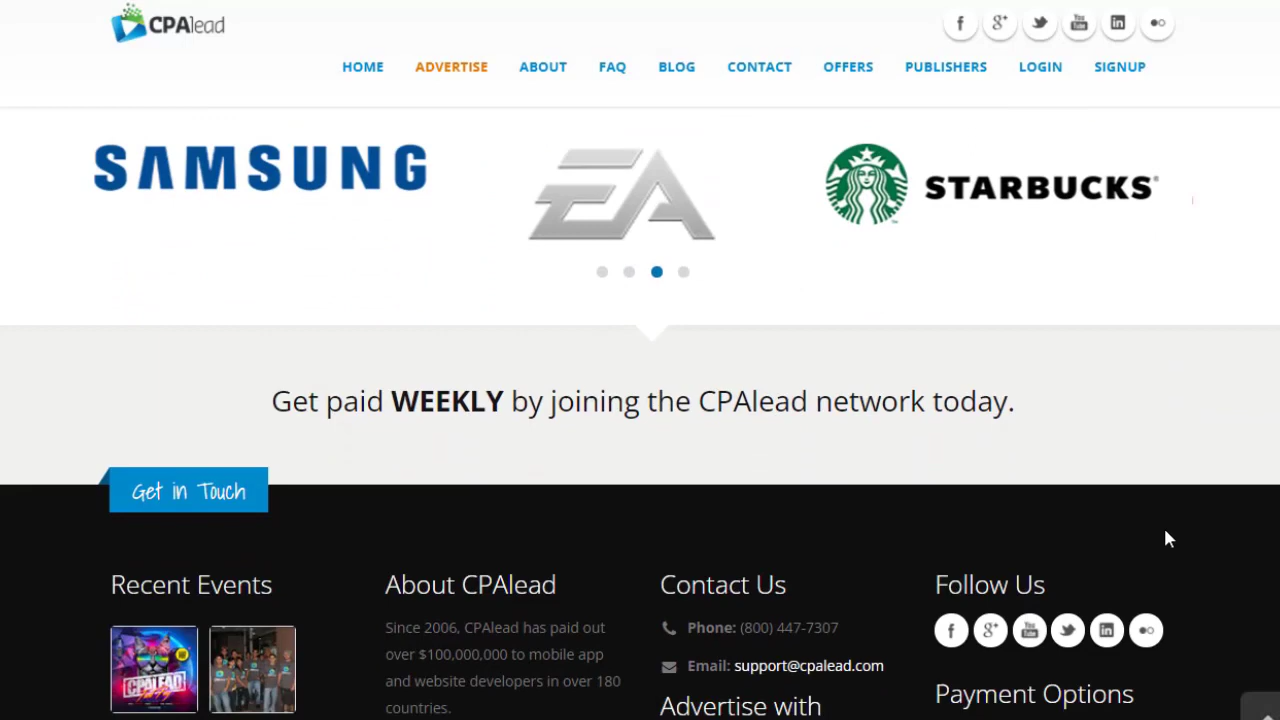 CPAlead
HOME ADVERTISE ABOUT FAQ BLOG CONTACT OFFERS PUBLISHERS LOGIN SIGNUP
SAMSUNG
EA
STARBUCKS
Get paid WEEKLY by joining the CPAlead network today.
Get in Touch
Recent Events
CPALEAD
About CPAlead
Since 2006, CPAlead has paid out
over $100,000,000 to mobile app
and website developers in over 180
countries.
Contact Us
Phone: (800) 447-7307
Email: support@cpalead.com
Advertise with
Follow Us
Payment Options